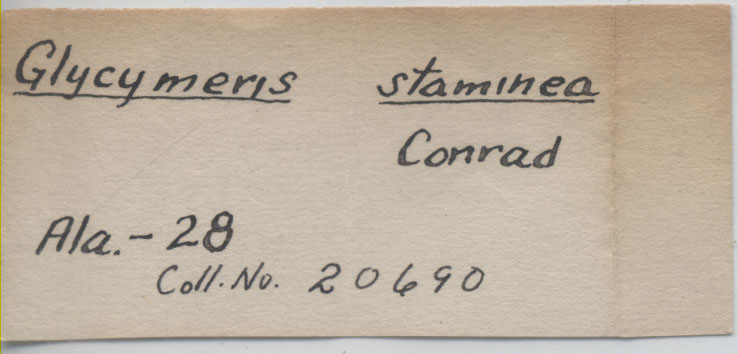 Glycymeris staminea
Conrad
Ala.-28
Coll. No. 20690